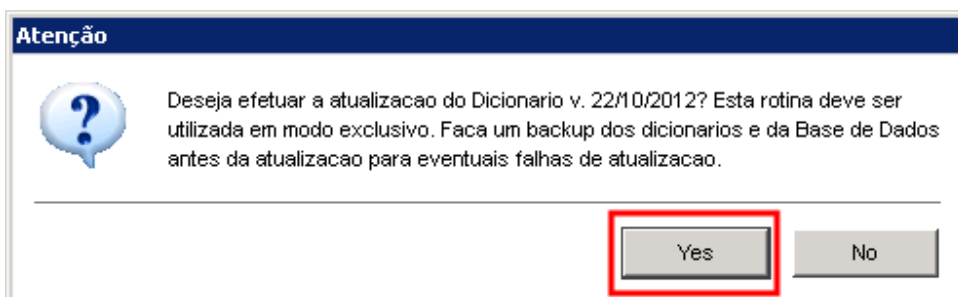 Atenção
Deseja efetuar a atualizacao do Dicionario v. 22/10/2012? Esta rotina deve ser
utilizada em modo exclusivo. Faca um backup dos dicionarios e da Base de Dados
antes da atualizacao para eventuais falhas de atualizacao.
Yes No